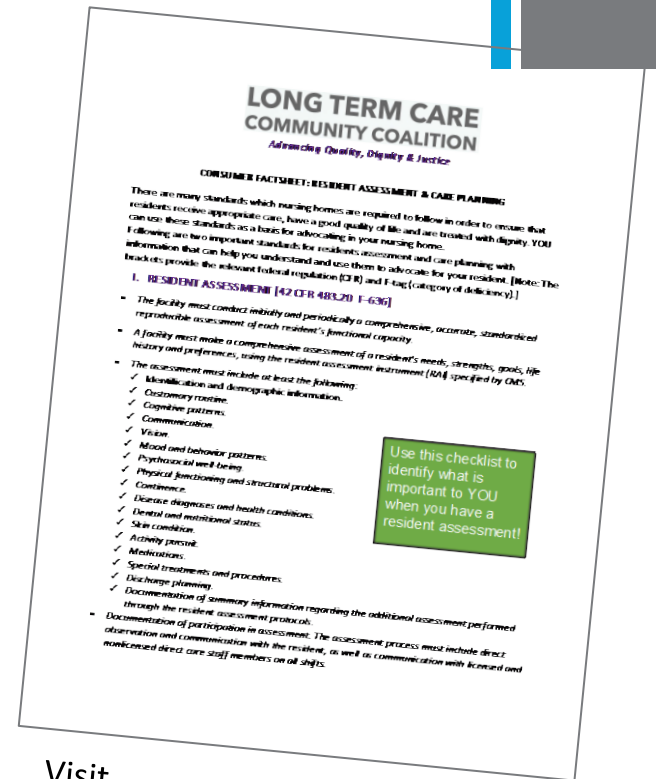 LONG TERM CARE
COMMUNITY COALITION
Advancing Quality, Dignity & Justice
CONSUMER FACTSHEET: RESIDENT ASSESSMENT & CARE PLANNING
There are many standards which nursing homes are required to follow in order to ensure that
residents receive appropriate care, have a good quality of life and are treated with dignity. YOU
can use these standards as a basis for advocating in your nursing home.
Following are two important standards for residents assessment and care planning with
information that can help you understand and use them to advocate for your resident. [Note: The
brackets provide the relevant federal regulation (CFR) and F-tag (category of deficiency).]
I. RESIDENT ASSESSMENT [42 CFR 483.20 F-636]
- The facility must conduct initially and periodically a comprehensive, accurate, standardized
reproducible assessment of each resident's functional capacity.
- A facility must make a comprehensive assessment of a resident's needs, strengths, goals, life
history and preferences, using the resident assessment instrument (RAI) specified by CMS.
- The assessment must include at least the following:
✓ Identification and demographic information.
✓ Customary routine.
✓ Cognitive patterns.
✓ Communication.
✓ Vision.
✓ Mood and behavior patterns.
✓ Psychosocial well-being.
✓ Physical functioning and structural problems.
✓ Continence.
✓ Disease diagnoses and health conditions.
✓ Dental and nutritional status.
✓ Skin condition.
✓ Activity pursuit.
✓ Medications.
✓ Special treatments and procedures.
✓ Discharge planning.
✓ Documentation of summary information regarding the additional assessment performed
through the resident assessment protocols.
- Documentation of participation in assessment. The assessment process must include direct
observation and communication with the resident, as well as communication with licensed and
nonlicensed direct care staff members on all shifts.
Use this checklist to
identify what is
important to YOU
when you have a
resident assessment!
Visit